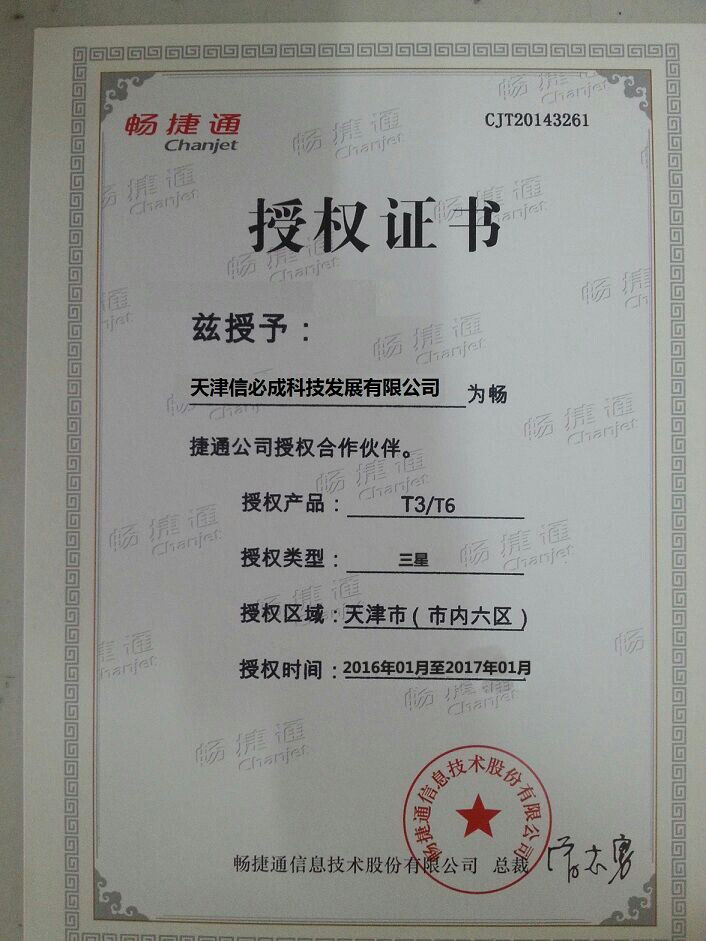 畅捷通
Chanjet
CJT20143261
授权证书
兹授予：
天津信必成科技发展有限公司为畅
捷通公司授权合作伙伴。
授权产品：T3/T6
授权类型：三星
授权区域：天津市（市内六区）
授权时间：2016年01月至2017年01月
畅捷通信息技术股份有限公司
畅捷通信息技术股份有限公司 总裁